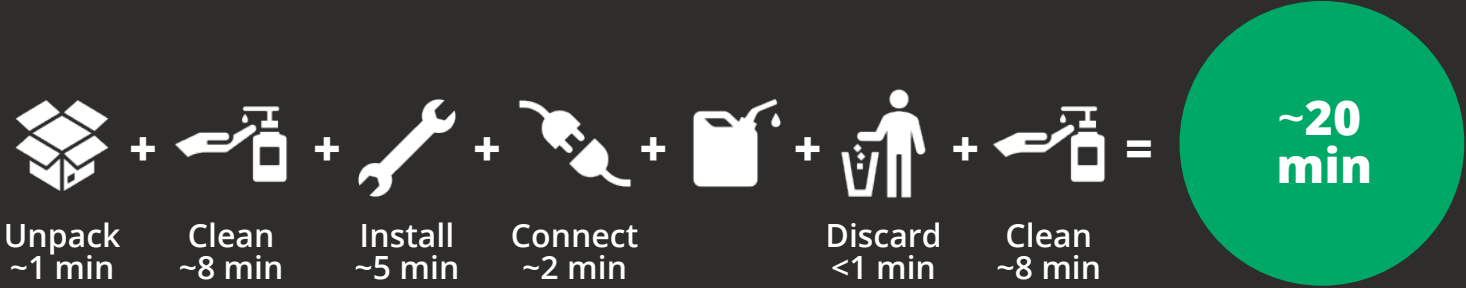 Unpack
~1 min
+
Clean
~8 min
+
Install
~5 min
+
Connect
~2 min
+
+
Discard
<1 min
+
Clean
~8 min
=
~20
min